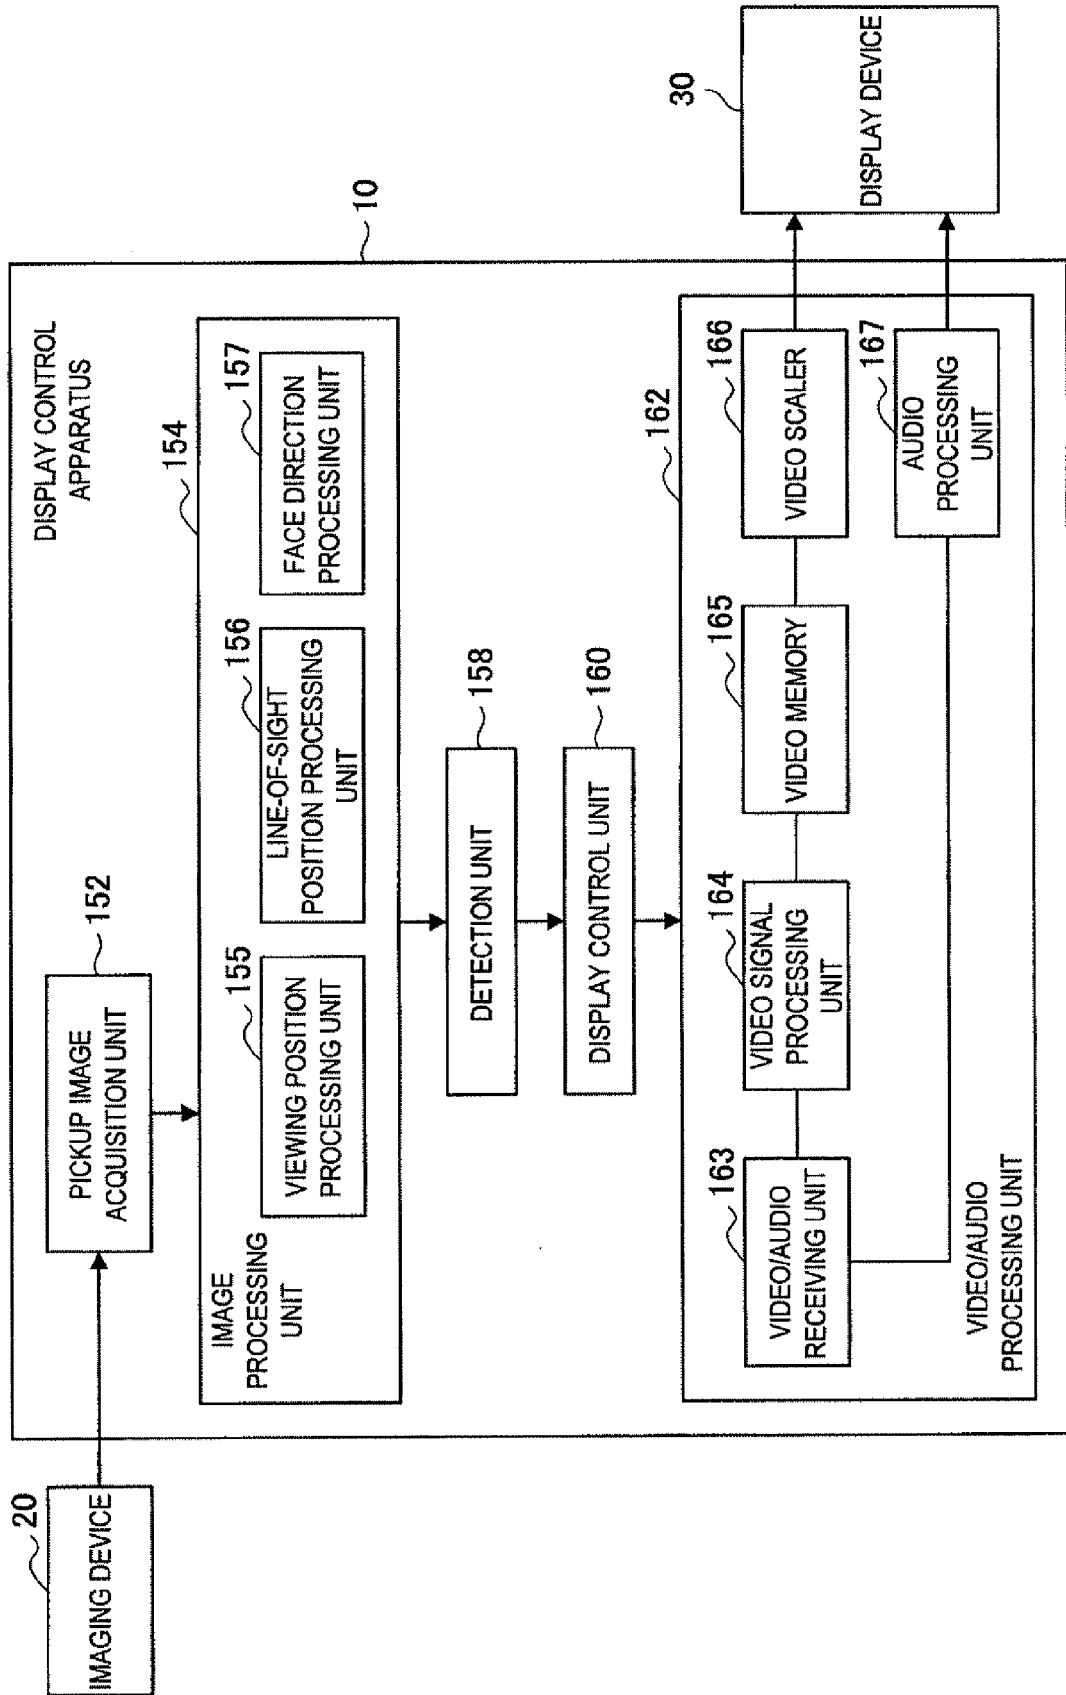 20
IMAGING DEVICE
DISPLAY CONTROL
APPARATUS
10
152
PICKUP IMAGE
ACQUISITION UNIT
154
IMAGE
PROCESSING
UNIT
155
VIEWING POSITION
PROCESSING UNIT
156
LINE-OF-SIGHT
POSITION PROCESSING
UNIT
157
FACE DIRECTION
PROCESSING UNIT
158
DETECTION UNIT
160
DISPLAY CONTROL UNIT
162
163
VIDEO/AUDIO
RECEIVING UNIT
164
VIDEO SIGNAL
PROCESSING
UNIT
165
VIDEO MEMORY
166
VIDEO SCALER
167
AUDIO
PROCESSING
UNIT
VIDEO/AUDIO
PROCESSING UNIT
30
DISPLAY DEVICE